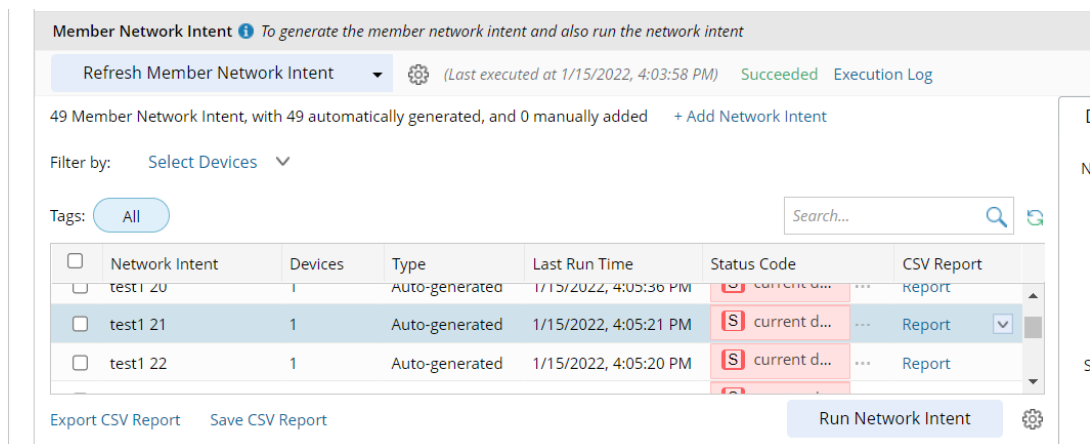 Member Network Intent i To generate the member network intent and also run the network intent
Refresh Member Network Intent (Last executed at 1/15/2022, 4:03:58 PM) Succeeded Execution Log
49 Member Network Intent, with 49 automatically generated, and 0 manually added + Add Network Intent
Filter by: Select Devices
Tags: All Search...
Network Intent Devices Type Last Run Time Status Code CSV Report
test1 20 1 Auto-generated 1/15/2022, 4:05:36 PM S current d... ... Report
test1 21 1 Auto-generated 1/15/2022, 4:05:21 PM S current d... ... Report
test1 22 1 Auto-generated 1/15/2022, 4:05:20 PM S current d... ... Report
Export CSV Report Save CSV Report Run Network Intent